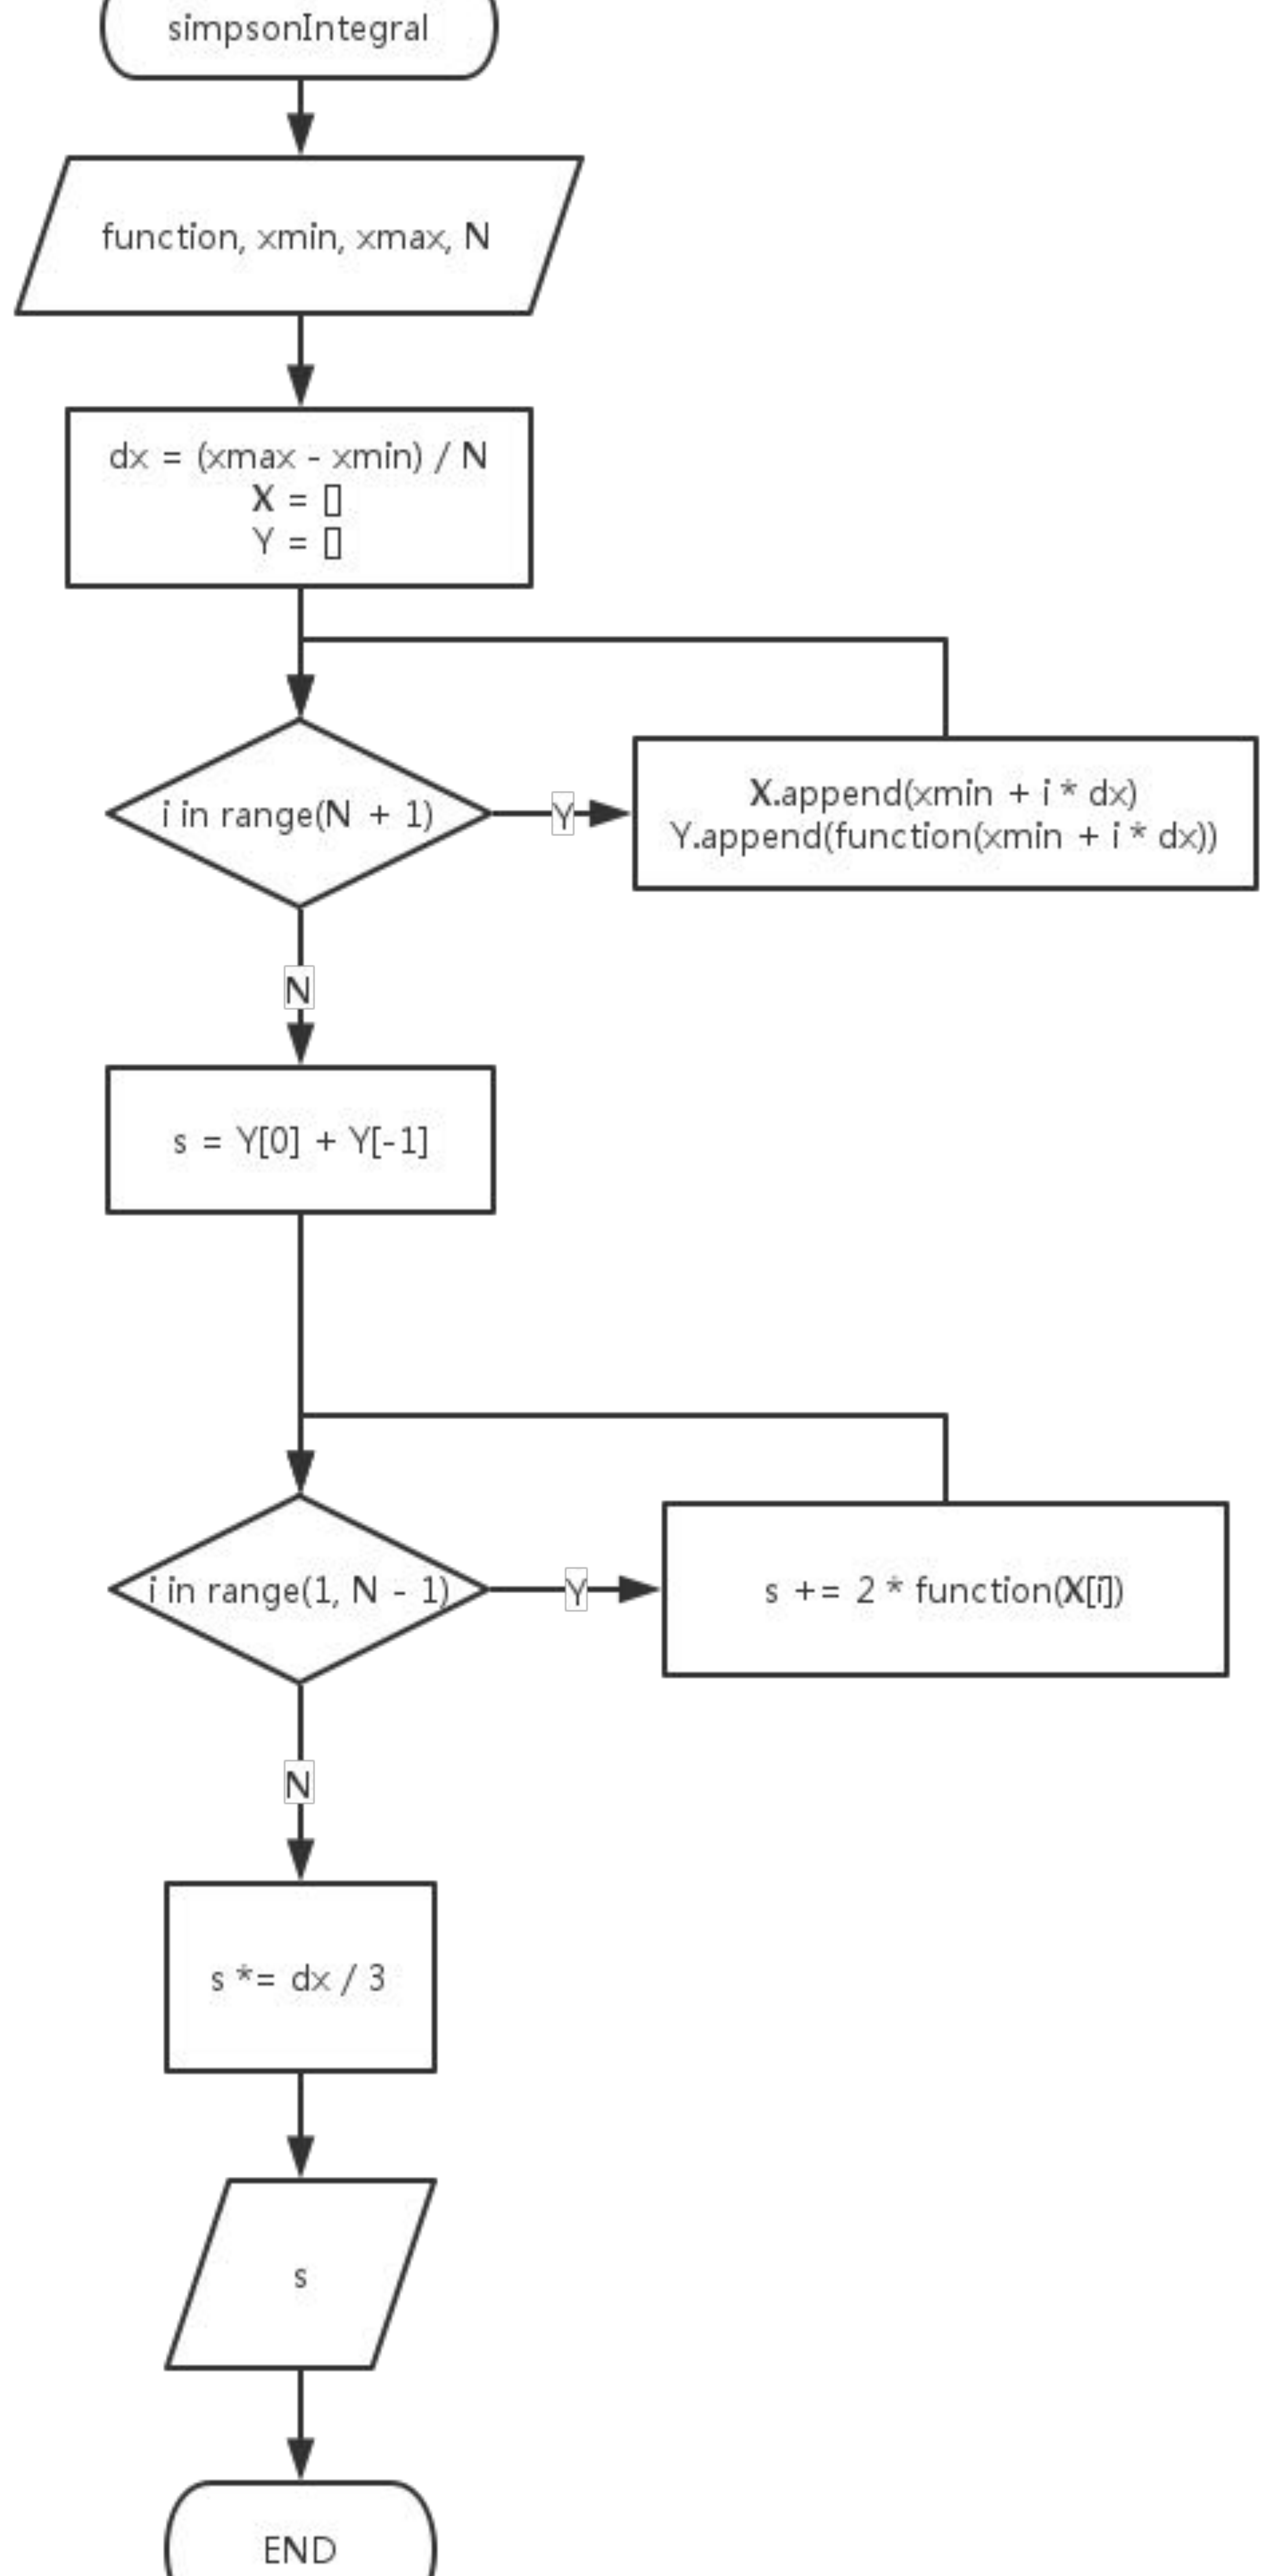 simpsonIntegral
function, xmin, xmax, N
dx = (xmax - xmin) / N
X = []
Y = []
i in range(N + 1)
Y
X.append(xmin + i * dx)
Y.append(function(xmin + i * dx))
N
s = Y[0] + Y[-1]
i in range(1, N - 1)
Y
s += 2 * function(X[i])
N
s *= dx / 3
s
END